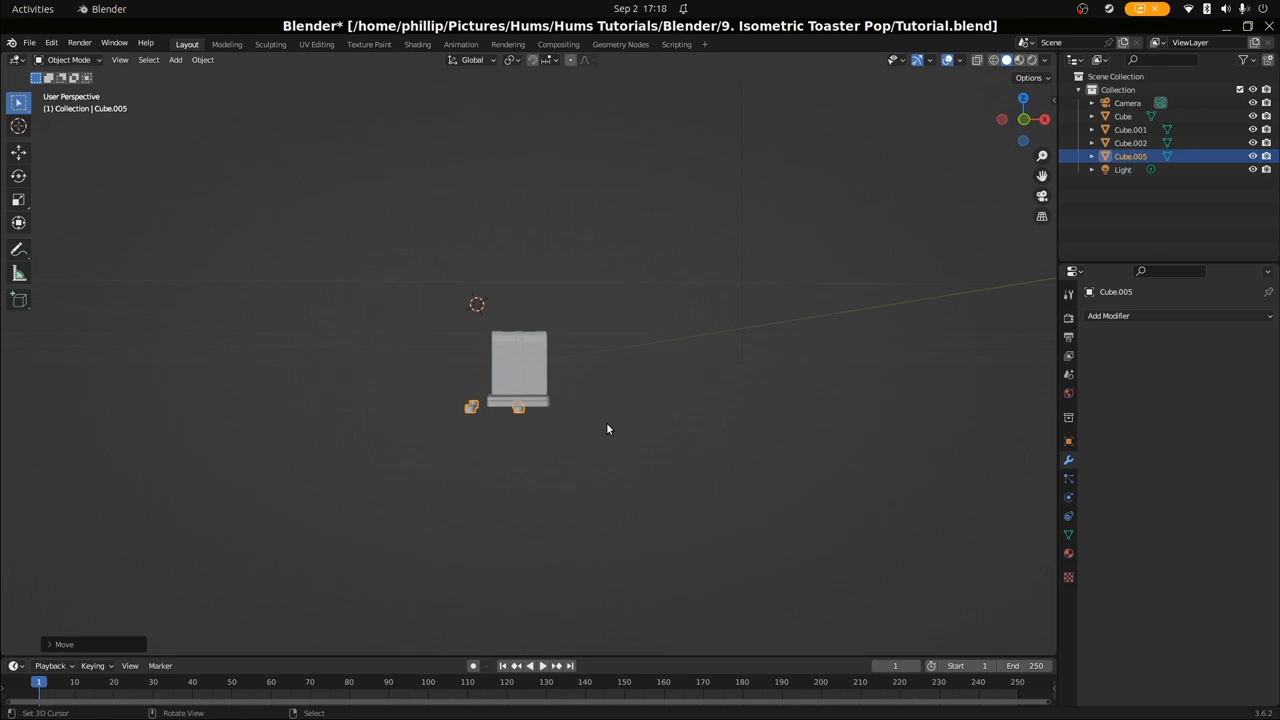 Activities Blender Sep 2 17:18
Blender* [/home/phillip/Pictures/Hums/Hums Tutorials/Blender/9. Isometric Toaster Pop/Tutorial.blend]
File Edit Render Window Help Layout Modeling Sculpting UV Editing Texture Paint Shading Animation Rendering Compositing Geometry Nodes Scripting + Scene ViewLayer
Object Mode View Select Add Object Global
Options
User Perspective
(1) Collection | Cube.005
Z
X
Scene Collection
Collection
Camera
Cube
Cube.001
Cube.002
Cube.005
Light
Cube.005
Add Modifier
Move
Playback Keying View Marker 1 Start 1 End 250
1 10 20 30 40 50 60 70 80 90 100 110 120 130 140 150 160 170 180 190 200 210 220 230 240 250
Set 3D Cursor Rotate View Select 3.6.2